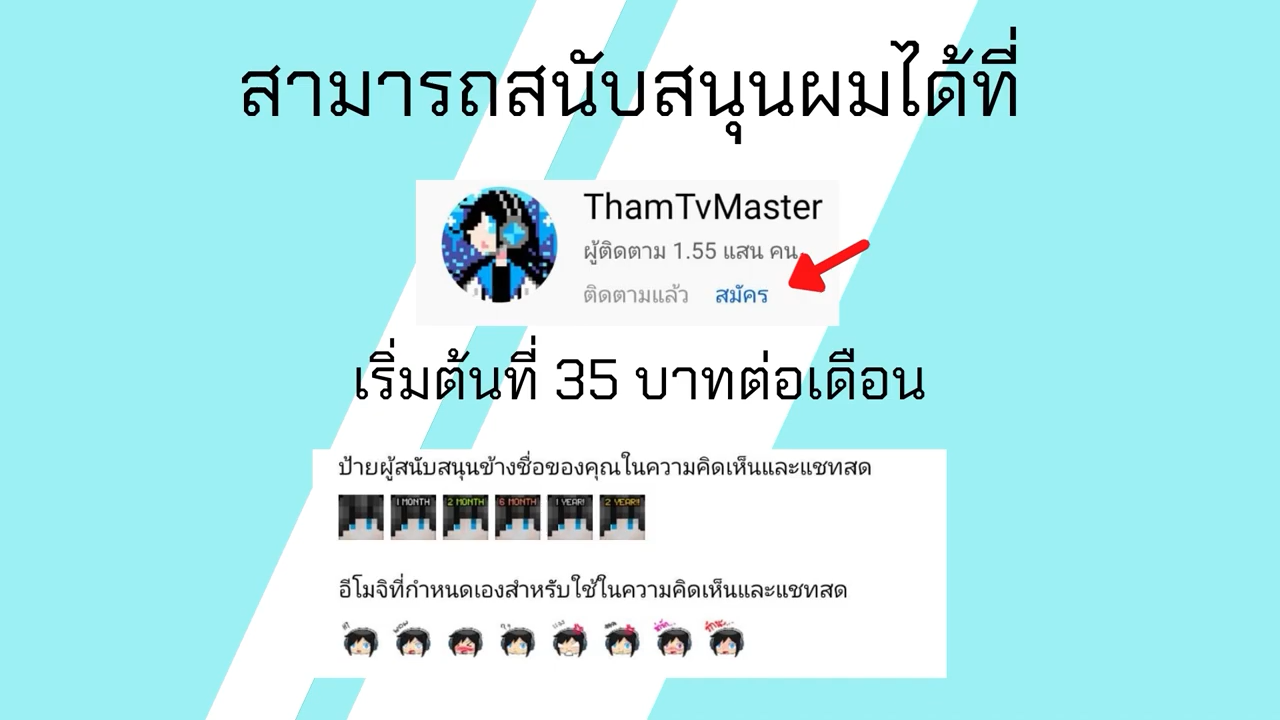 สามารถสนับสนุนผมได้ที่
ThamTvMaster
ผู้ติดตาม 1.55 แสน คน
ติดตามแล้ว สมัคร
เริ่มต้นที่ 35 บาทต่อเดือน
ป้ายผู้สนับสนุนข้างชื่อของคุณในความคิดเห็นและแชทสด
1 MONTH 2 MONTH 6 MONTH 1 YEAR! 2 YEAR!!
อีโมจิที่กำหนดเองสำหรับใช้ในความคิดเห็นและแชทสด